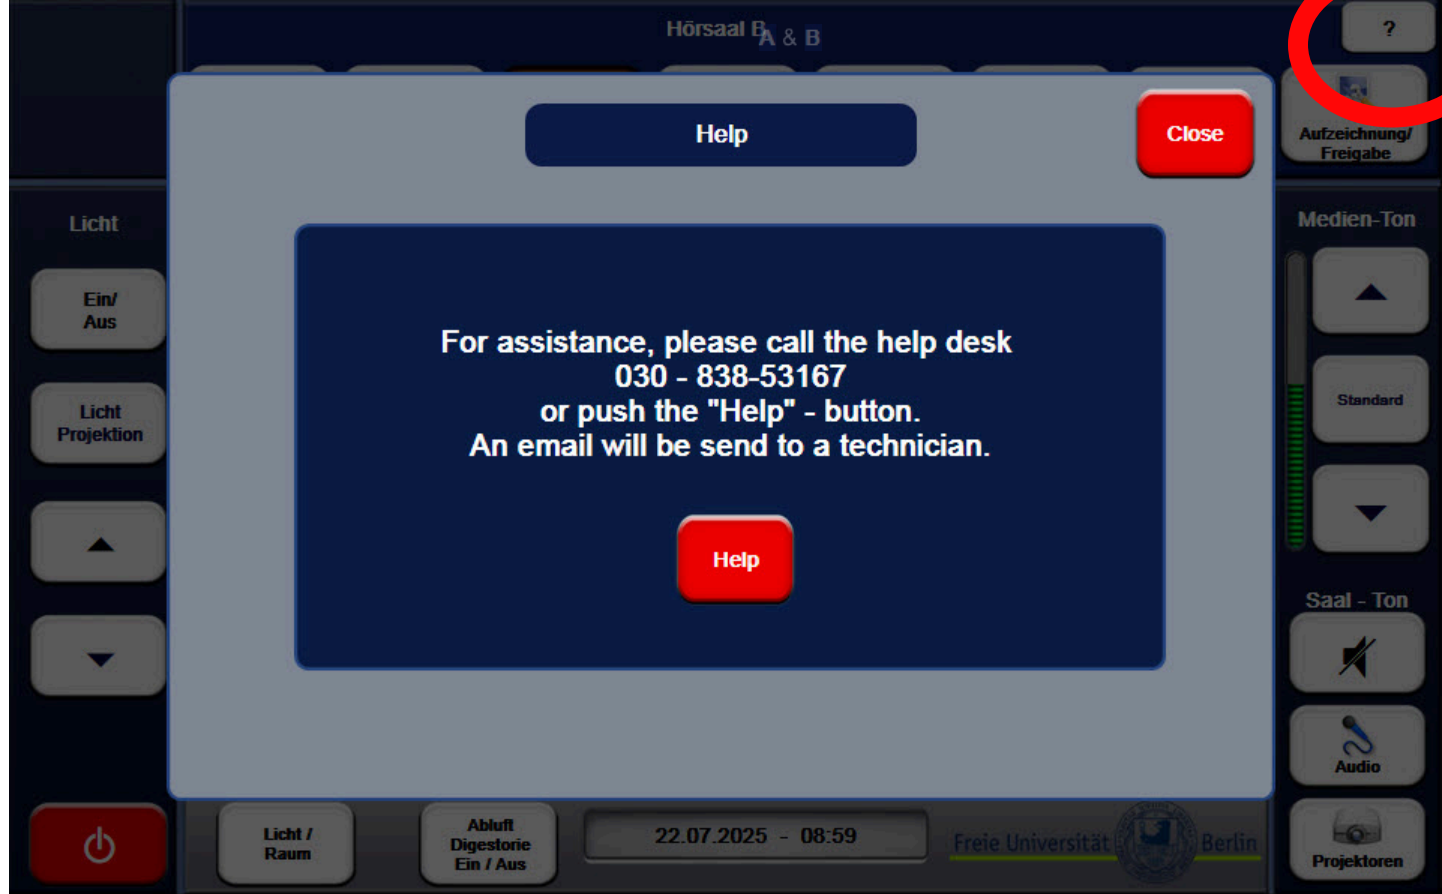 Hörsaal B
A & B
?
Help
Close
Aufzeichnung/
Freigabe
Licht
Medien-Ton
Ein/
Aus
For assistance, please call the help desk
030 - 838-53167
or push the "Help" - button.
An email will be send to a technician.
Licht
Projektion
Standard
Help
Saal - Ton
Audio
Licht /
Raum
Abluft
Digestorie
Ein / Aus
22.07.2025 - 08:59
Freie Universität Berlin
Projektoren